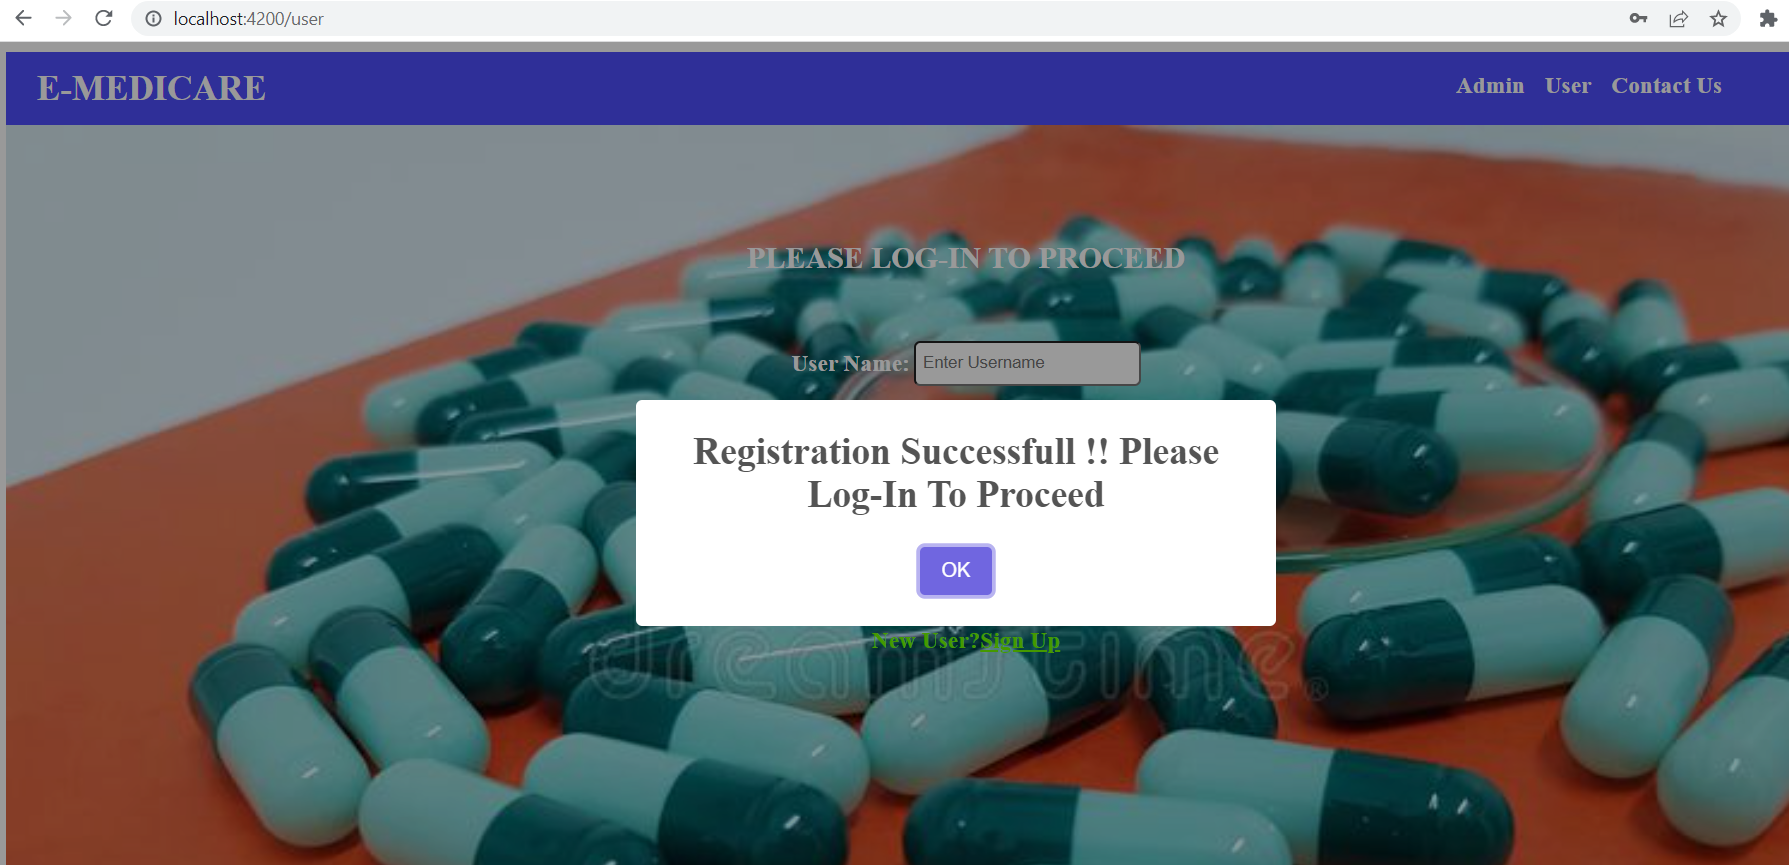 localhost:4200/user
E-MEDICARE
Admin User Contact Us
PLEASE LOG-IN TO PROCEED
User Name: Enter Username
Registration Successfull !! Please
Log-In To Proceed
OK
New User?Sign Up
dreamstime®